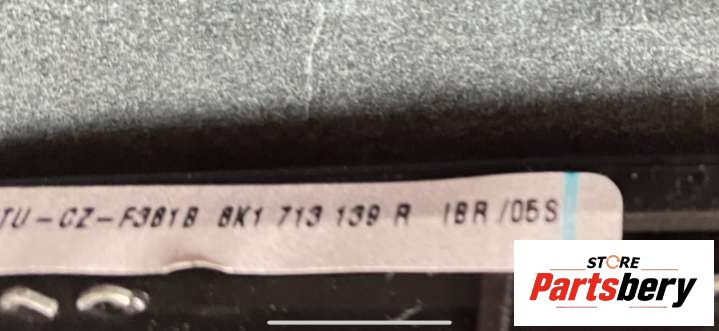 TU-CZ-F381B 8K1 713 139 R IBR/05S
STORE
Partsbery